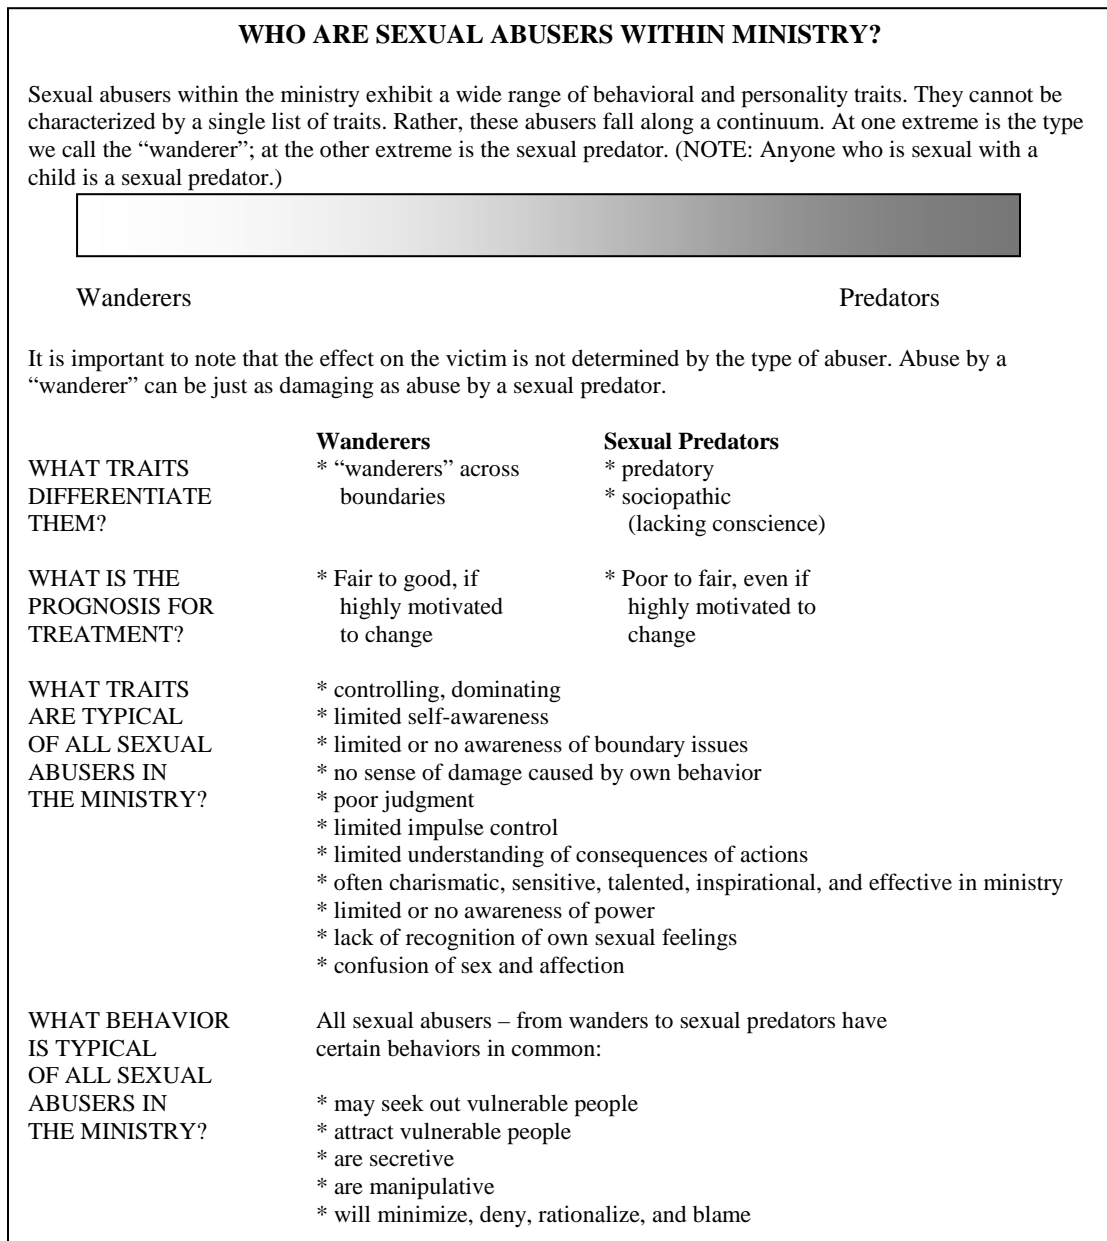 WHO ARE SEXUAL ABUSERS WITHIN MINISTRY?
Sexual abusers within the ministry exhibit a wide range of behavioral and personality traits. They cannot be
characterized by a single list of traits. Rather, these abusers fall along a continuum. At one extreme is the type
we call the “wanderer”; at the other extreme is the sexual predator. (NOTE: Anyone who is sexual with a
child is a sexual predator.)
Wanderers Predators
It is important to note that the effect on the victim is not determined by the type of abuser. Abuse by a
“wanderer” can be just as damaging as abuse by a sexual predator.
Wanderers Sexual Predators
WHAT TRAITS * “wanderers” across * predatory
DIFFERENTIATE boundaries * sociopathic
THEM? (lacking conscience)
WHAT IS THE * Fair to good, if * Poor to fair, even if
PROGNOSIS FOR highly motivated highly motivated to
TREATMENT? to change change
WHAT TRAITS * controlling, dominating
ARE TYPICAL * limited self-awareness
OF ALL SEXUAL * limited or no awareness of boundary issues
ABUSERS IN * no sense of damage caused by own behavior
THE MINISTRY? * poor judgment
* limited impulse control
* limited understanding of consequences of actions
* often charismatic, sensitive, talented, inspirational, and effective in ministry
* limited or no awareness of power
* lack of recognition of own sexual feelings
* confusion of sex and affection
WHAT BEHAVIOR All sexual abusers – from wanders to sexual predators have
IS TYPICAL certain behaviors in common:
OF ALL SEXUAL
ABUSERS IN * may seek out vulnerable people
THE MINISTRY? * attract vulnerable people
* are secretive
* are manipulative
* will minimize, deny, rationalize, and blame